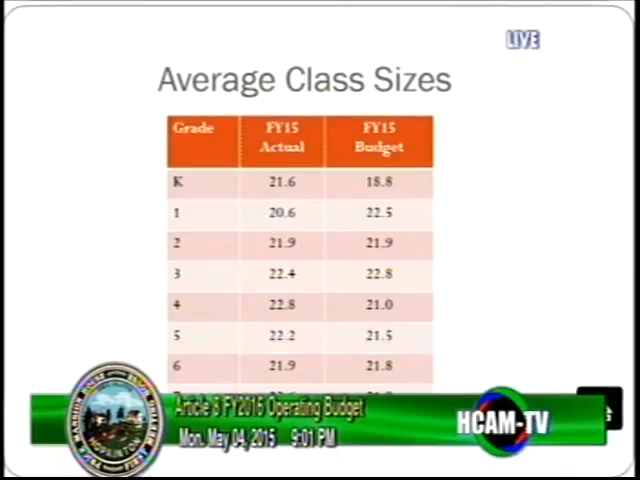 LIVE
Average Class Sizes
Grade FY15 Actual FY15 Budget
K 21.6 18.8
1 20.6 22.5
2 21.9 21.9
3 22.4 22.8
4 22.8 21.0
5 22.2 21.5
6 21.9 21.8
Article 8 FY2015 Operating Budget
Mon. May 04, 2015 9:01 PM
HCAM-TV
HOPKINTON